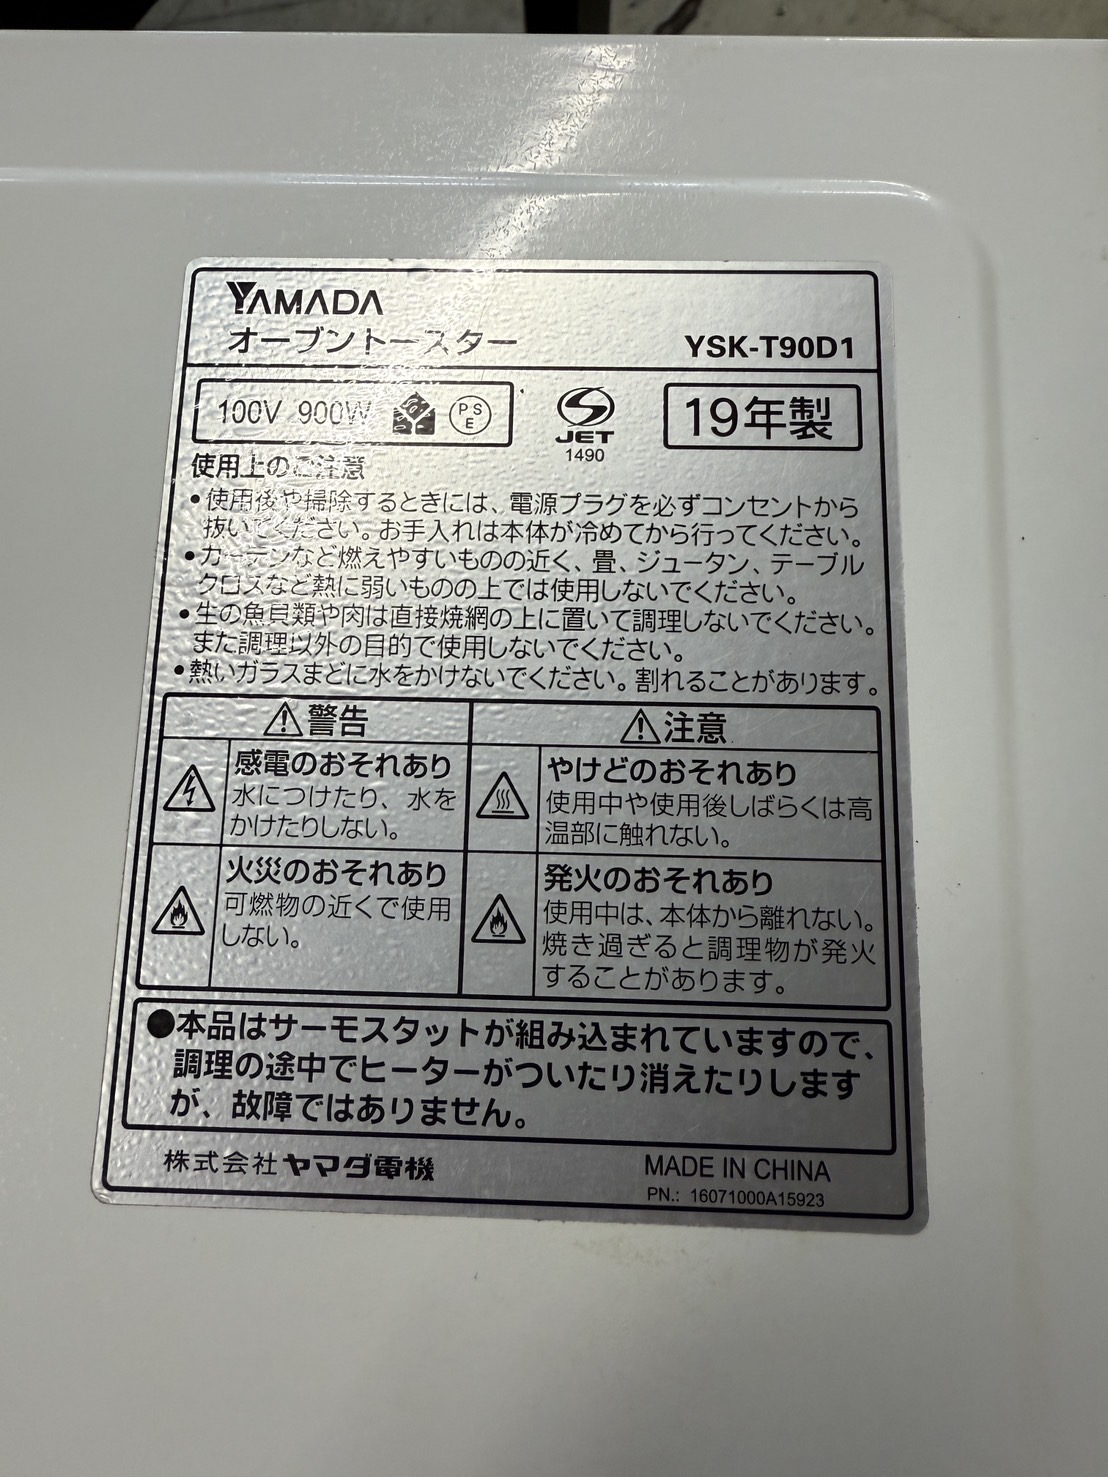 YAMADA
オーブントースター YSK-T90D1
100V 900W PSE JET 1490 19年製
使用上のご注意
●使用後や掃除するときには、電源プラグを必ずコンセントから
抜いてください。お手入れは本体が冷めてから行ってください。
●カーテンなど燃えやすいものの近く、畳、ジュータン、テーブル
クロスなど熱に弱いものの上では使用しないでください。
●生の魚貝類や肉は直接焼網の上に置いて調理しないでください。
また調理以外の目的で使用しないでください。
●熱いガラスまどに水をかけないでください。割れることがあります。
⚠警告
感電のおそれあり
水につけたり、水を
かけたりしない。
火災のおそれあり
可燃物の近くで使用
しない。
⚠注意
やけどのおそれあり
使用中や使用後しばらくは高
温部に触れない。
発火のおそれあり
使用中は、本体から離れない。
焼き過ぎると調理物が発火
することがあります。
●本品はサーモスタットが組み込まれていますので、
調理の途中でヒーターがついたり消えたりします
が、故障ではありません。
株式会社ヤマダ電機 MADE IN CHINA
PN.: 16071000A15923